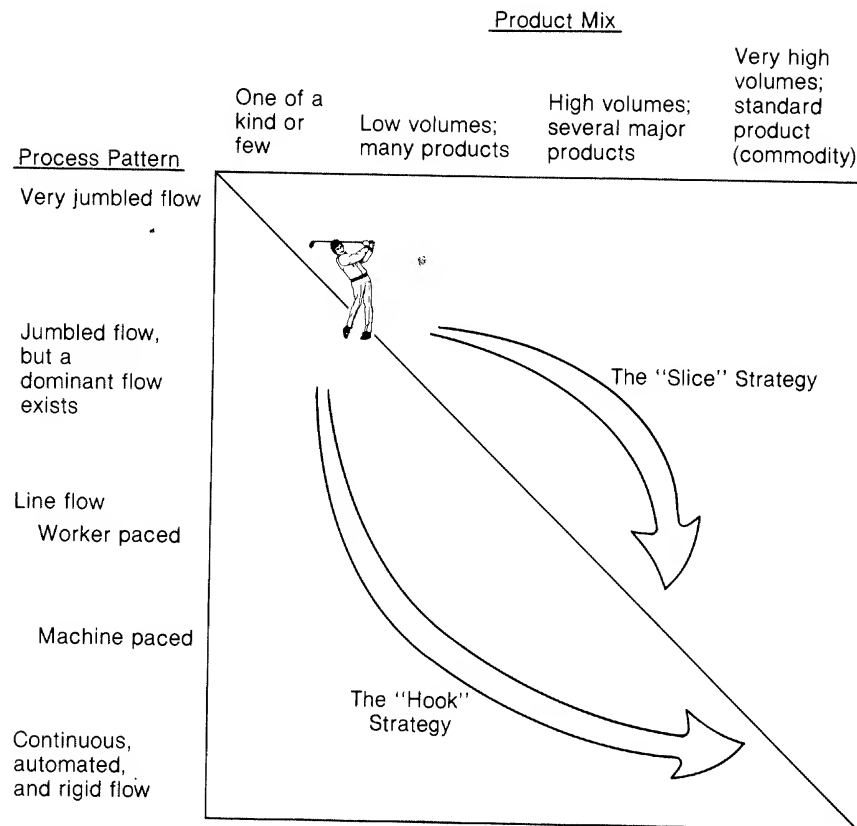 Product Mix
One of a
kind or
few
Low volumes;
many products
High volumes;
several major
products
Very high
volumes;
standard
product
(commodity)
Process Pattern
Very jumbled flow
Jumbled flow,
but a
dominant flow
exists
The "Slice" Strategy
Line flow
Worker paced
Machine paced
The "Hook"
Strategy
Continuous,
automated,
and rigid flow